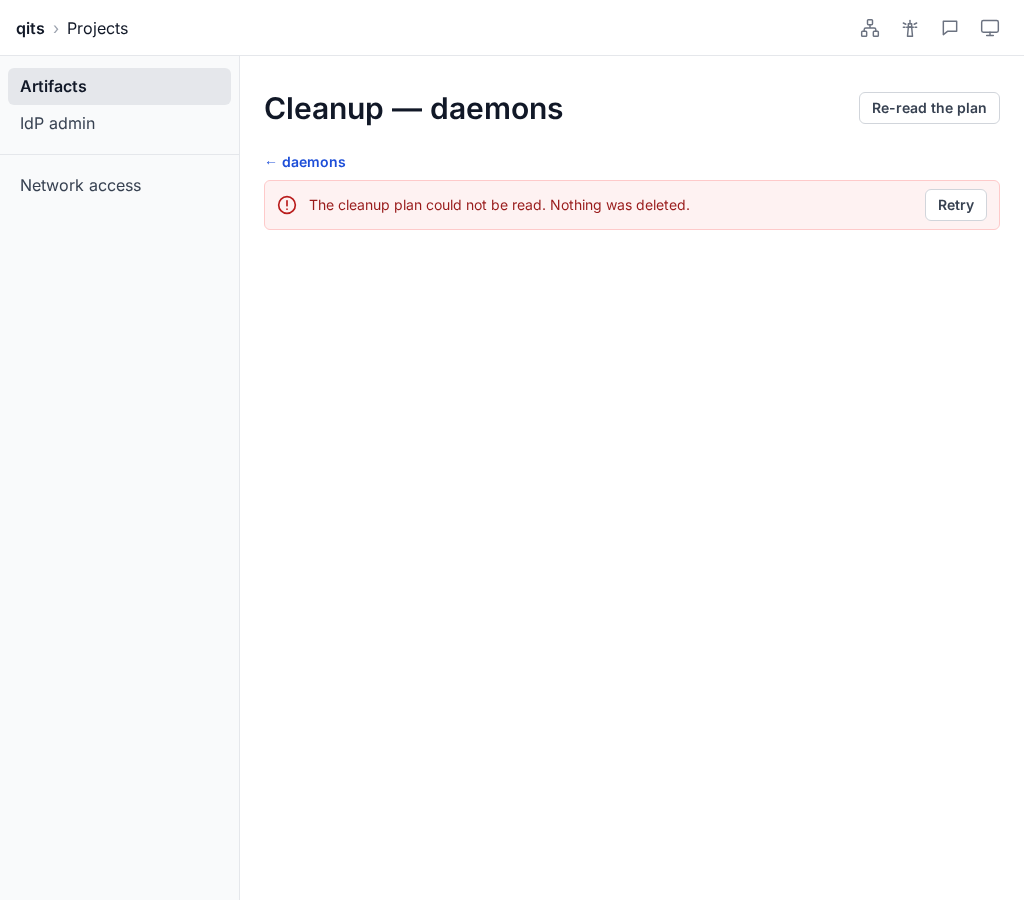 qits › Projects
Artifacts
IdP admin
Network access
Cleanup — daemons
Re-read the plan
← daemons
The cleanup plan could not be read. Nothing was deleted.
Retry